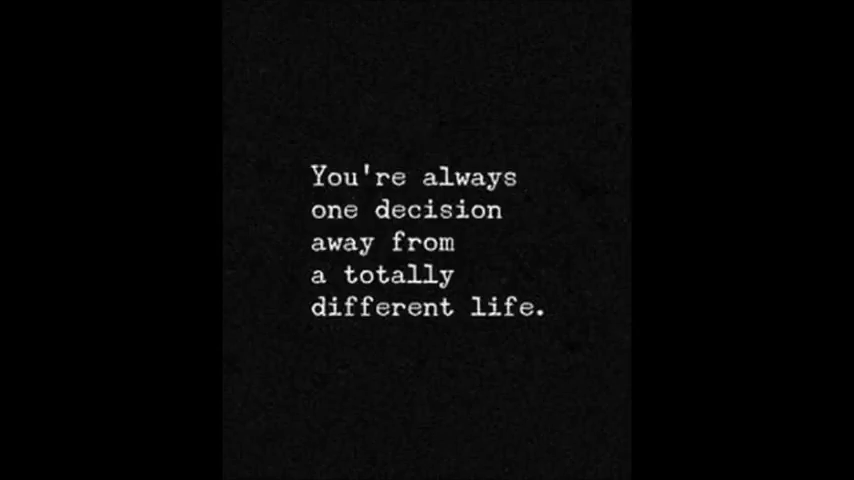 You're always
one decision
away from
a totally
different life.